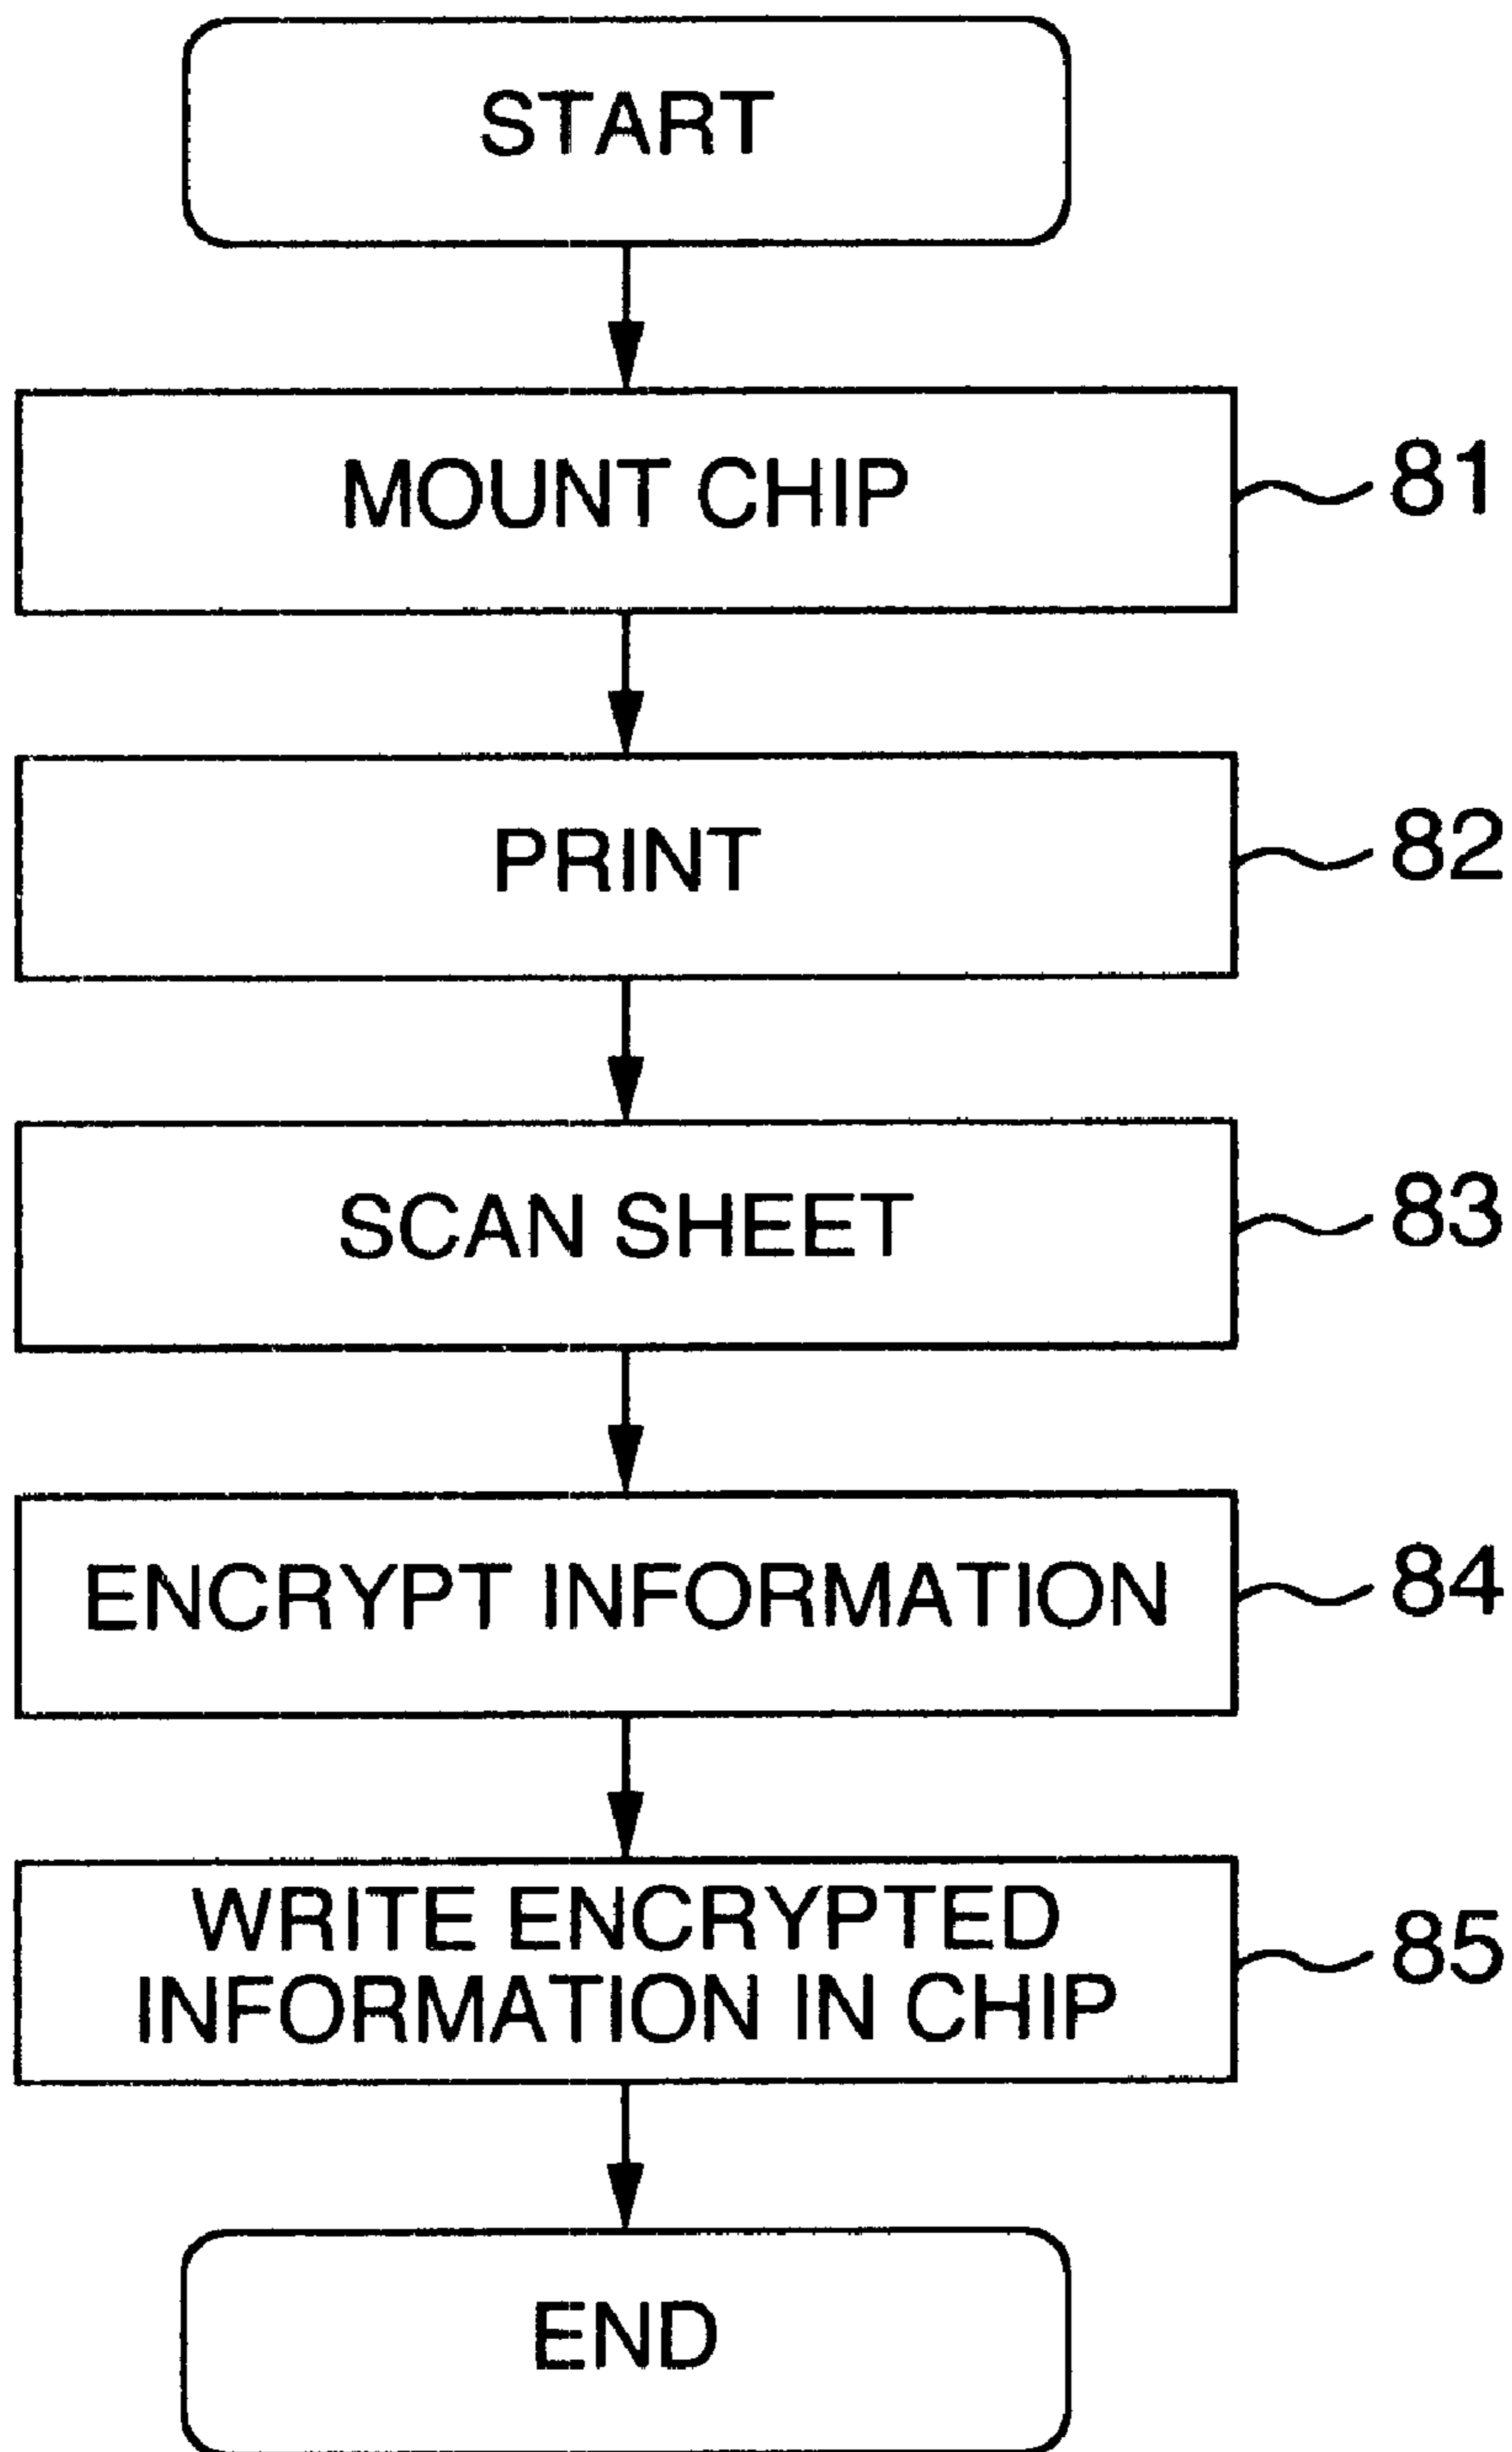 START
MOUNT CHIP
81
PRINT
82
SCAN SHEET
83
ENCRYPT INFORMATION
84
WRITE ENCRYPTED
INFORMATION IN CHIP
85
END